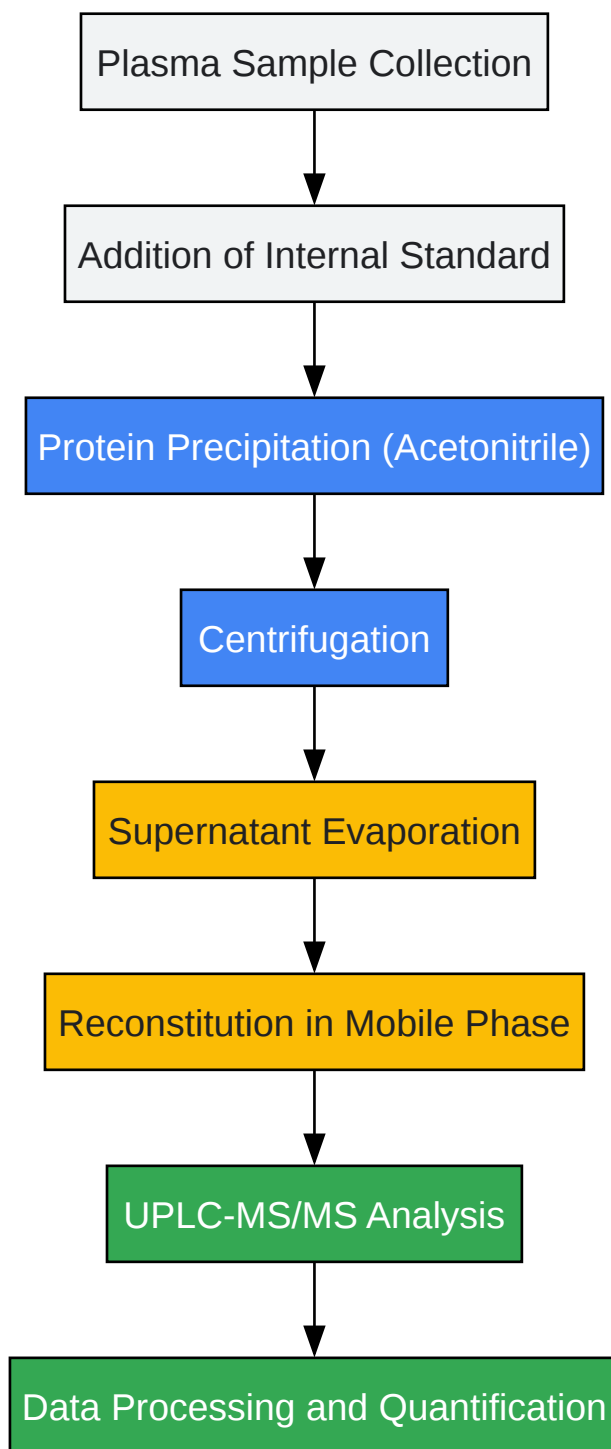 Plasma Sample Collection
Addition of Internal Standard
Protein Precipitation (Acetonitrile)
Centrifugation
Supernatant Evaporation
Reconstitution in Mobile Phase
UPLC-MS/MS Analysis
Data Processing and Quantification